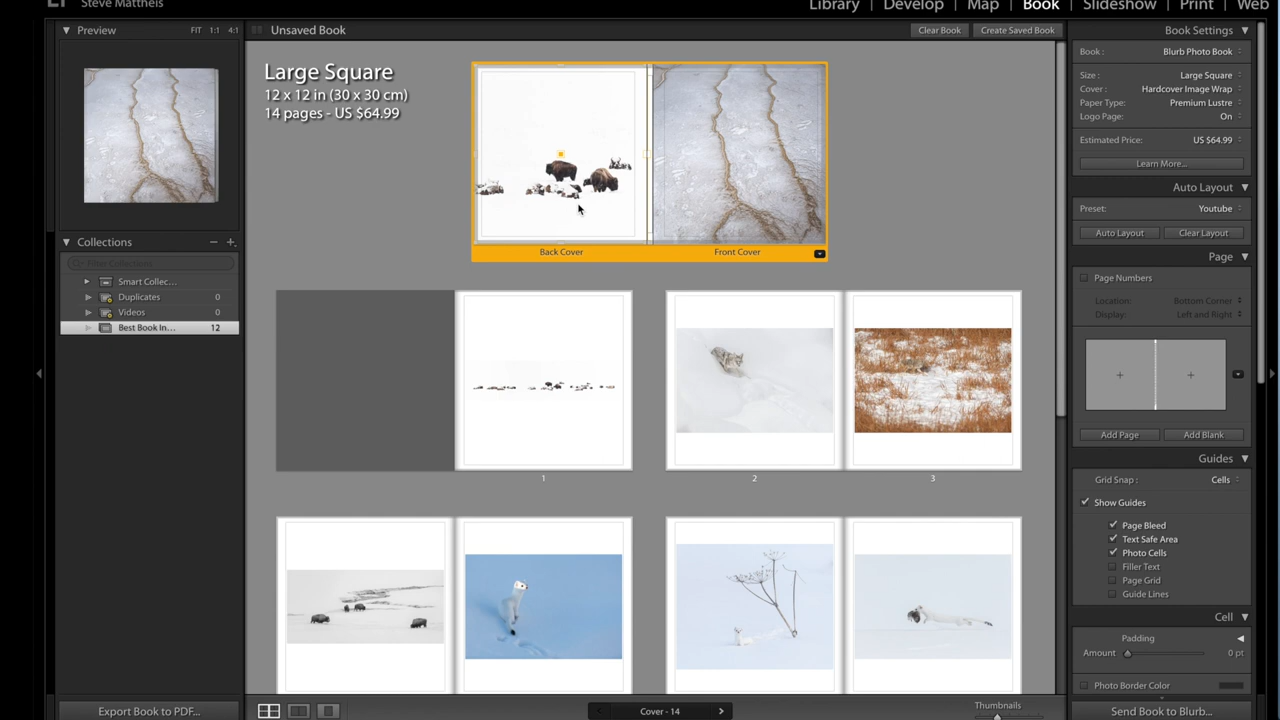 Steve Mattheis
Library | Develop | Map | Book | Slideshow | Print | Web
Preview FIT 1:1 4:1
Unsaved Book
Clear Book
Create Saved Book
Book Settings
Large Square
12 x 12 in (30 x 30 cm)
14 pages - US $64.99
Book : Blurb Photo Book
Size : Large Square
Cover : Hardcover Image Wrap
Paper Type: Premium Lustre
Logo Page: On
Estimated Price: US $64.99
Learn More...
Auto Layout
Preset: Youtube
Auto Layout
Clear Layout
Page
Page Numbers
Location: Bottom Corner
Display: Left and Right
Add Page
Add Blank
Guides
Grid Snap : Cells
Show Guides
Page Bleed
Text Safe Area
Photo Cells
Filler Text
Page Grid
Guide Lines
Cell
Padding
Amount 0 pt
Photo Border Color
Send Book to Blurb...
Collections
Filter Collections
Smart Collec...
Duplicates 0
Videos 0
Best Book In... 12
Back Cover
Front Cover
1
2
3
Export Book to PDF...
Cover - 14
Thumbnails